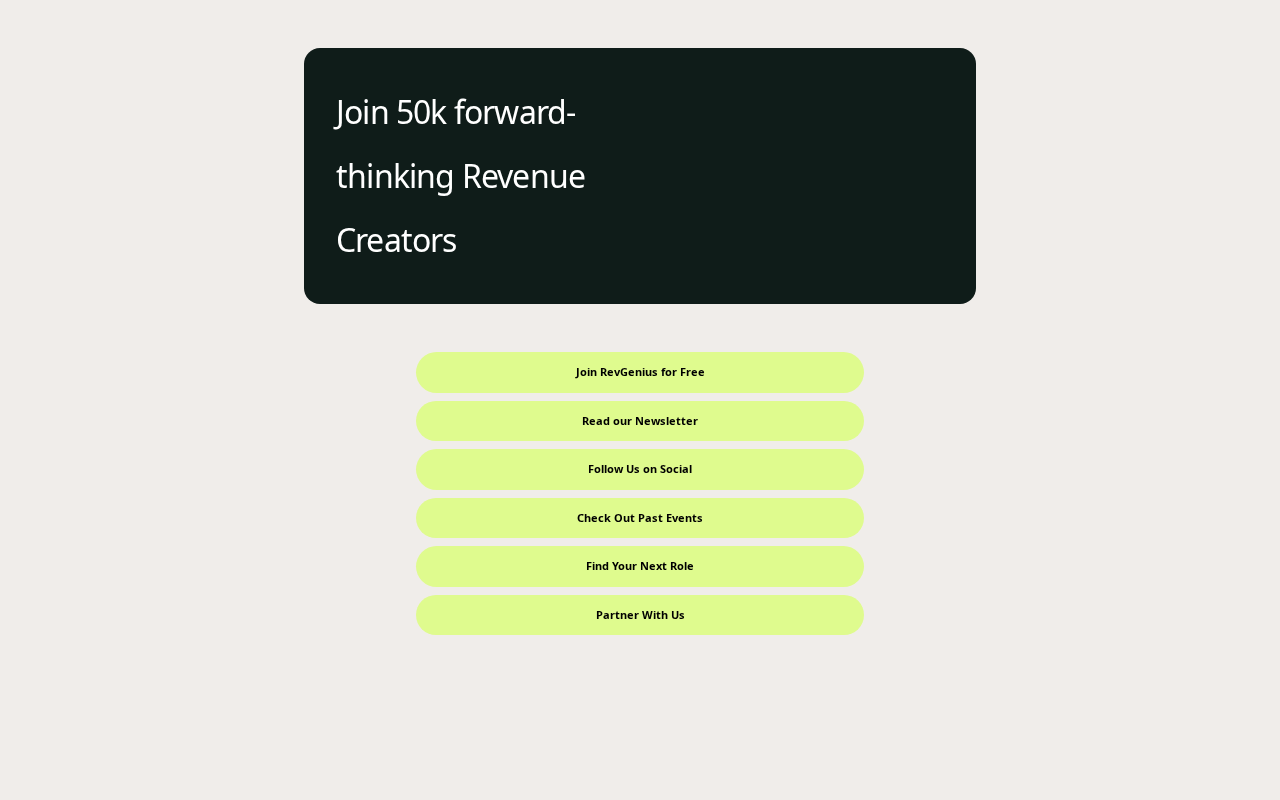 Join 50k forward-
thinking Revenue
Creators
Join RevGenius for Free
Read our Newsletter
Follow Us on Social
Check Out Past Events
Find Your Next Role
Partner With Us